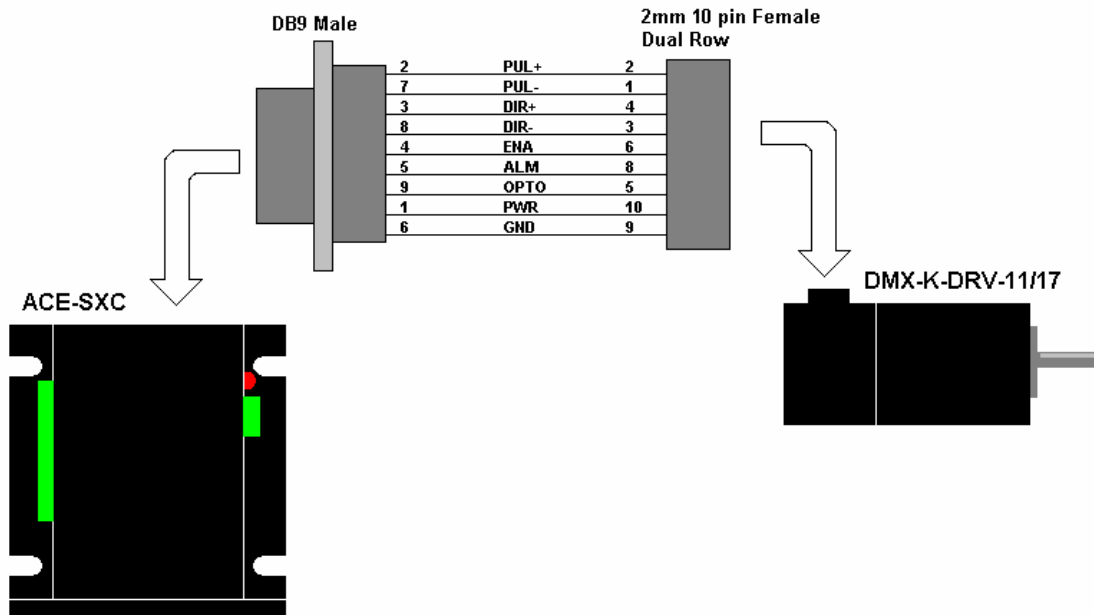 DB9 Male
2mm 10 pin Female
Dual Row
2 PUL+ 2
7 PUL- 1
3 DIR+ 4
8 DIR- 3
4 ENA 6
5 ALM 8
9 OPTO 5
1 PWR 10
6 GND 9
ACE-SXC
DMX-K-DRV-11/17